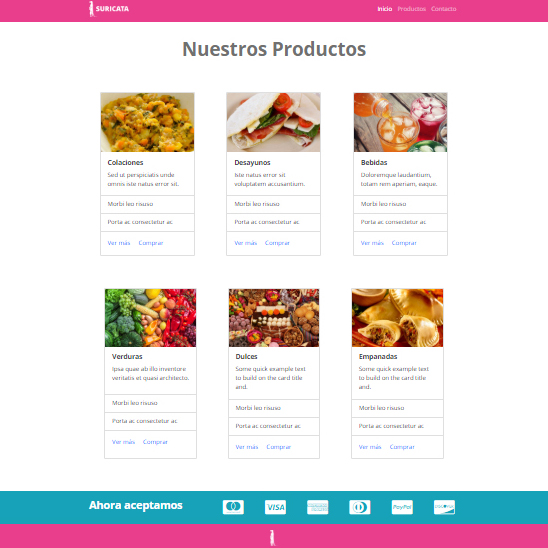 SURICATA
Inicio Productos Contacto
Nuestros Productos
Colaciones
Sed ut perspiciatis unde
omnis iste natus error sit.
Morbi leo risuso
Porta ac consectetur ac
Ver más Comprar
Desayunos
Iste natus error sit
voluptatem accusantium.
Morbi leo risuso
Porta ac consectetur ac
Ver más Comprar
Bebidas
Doloremque laudantium,
totam rem aperiam, eaque.
Morbi leo risuso
Porta ac consectetur ac
Ver más Comprar
Verduras
Ipsa quae ab illo inventore
veritatis et quasi architecto.
Morbi leo risuso
Porta ac consectetur ac
Ver más Comprar
Dulces
Some quick example text
to build on the card title
and.
Morbi leo risuso
Porta ac consectetur ac
Ver más Comprar
Empanadas
Some quick example text
to build on the card title
and.
Morbi leo risuso
Porta ac consectetur ac
Ver más Comprar
Ahora aceptamos
VISA
PayPal